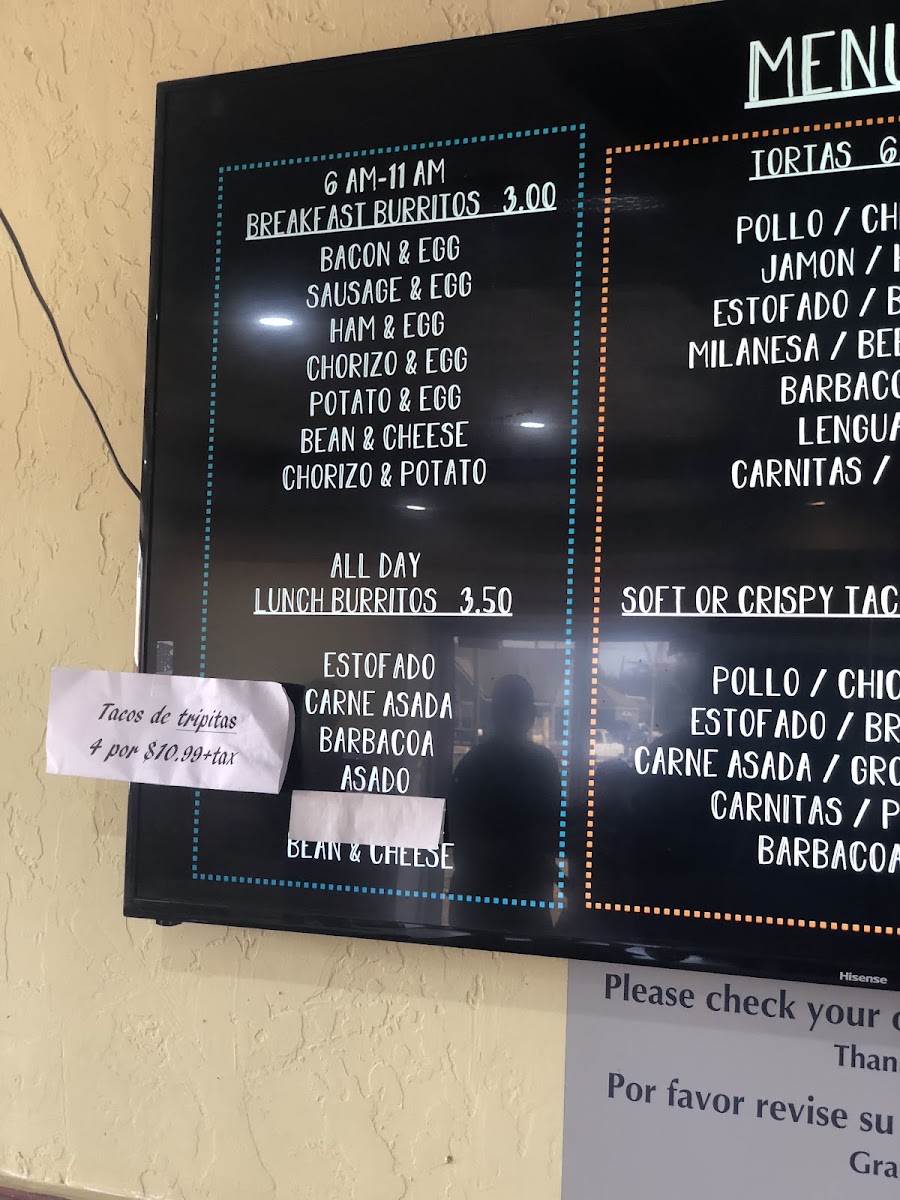 MENU
6 AM-11 AM
BREAKFAST BURRITOS 3.00
BACON & EGG
SAUSAGE & EGG
HAM & EGG
CHORIZO & EGG
POTATO & EGG
BEAN & CHEESE
CHORIZO & POTATO
ALL DAY
LUNCH BURRITOS 3.50
ESTOFADO
CARNE ASADA
BARBACOA
ASADO
BEAN & CHEESE
Tacos de tripitas
4 por $10.99+tax
TORTAS 6
POLLO /
JAMON /
ESTOFADO /
MILANESA /
BARBACOA
LENGUA
CARNITAS /
SOFT OR CRISPY
POLLO /
ESTOFADO /
CARNE ASADA /
CARNITAS /
BARBACOA
Hisense
Please check your
Por favor revise su